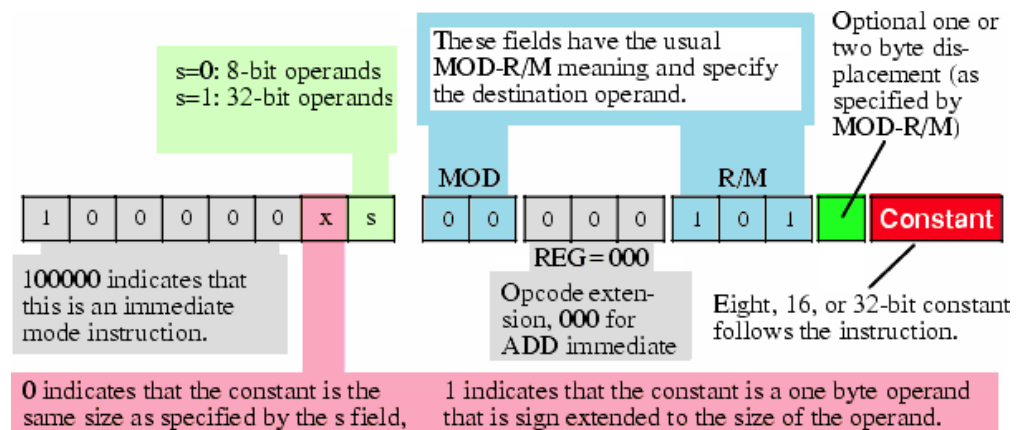 s=0: 8-bit operands
s=1: 32-bit operands
These fields have the usual
MOD-R/M meaning and specify
the destination operand.
Optional one or
two byte dis-
placement (as
specified by
MOD-R/M)
MOD
R/M
1 0 0 0 0 0 x s 0 0 0 0 0 1 0 1 Constant
REG=000
100000 indicates that
this is an immediate
mode instruction.
Opcode exten-
sion, 000 for
ADD immediate
Eight, 16, or 32-bit constant
follows the instruction.
0 indicates that the constant is the
same size as specified by the s field,
1 indicates that the constant is a one byte operand
that is sign extended to the size of the operand.